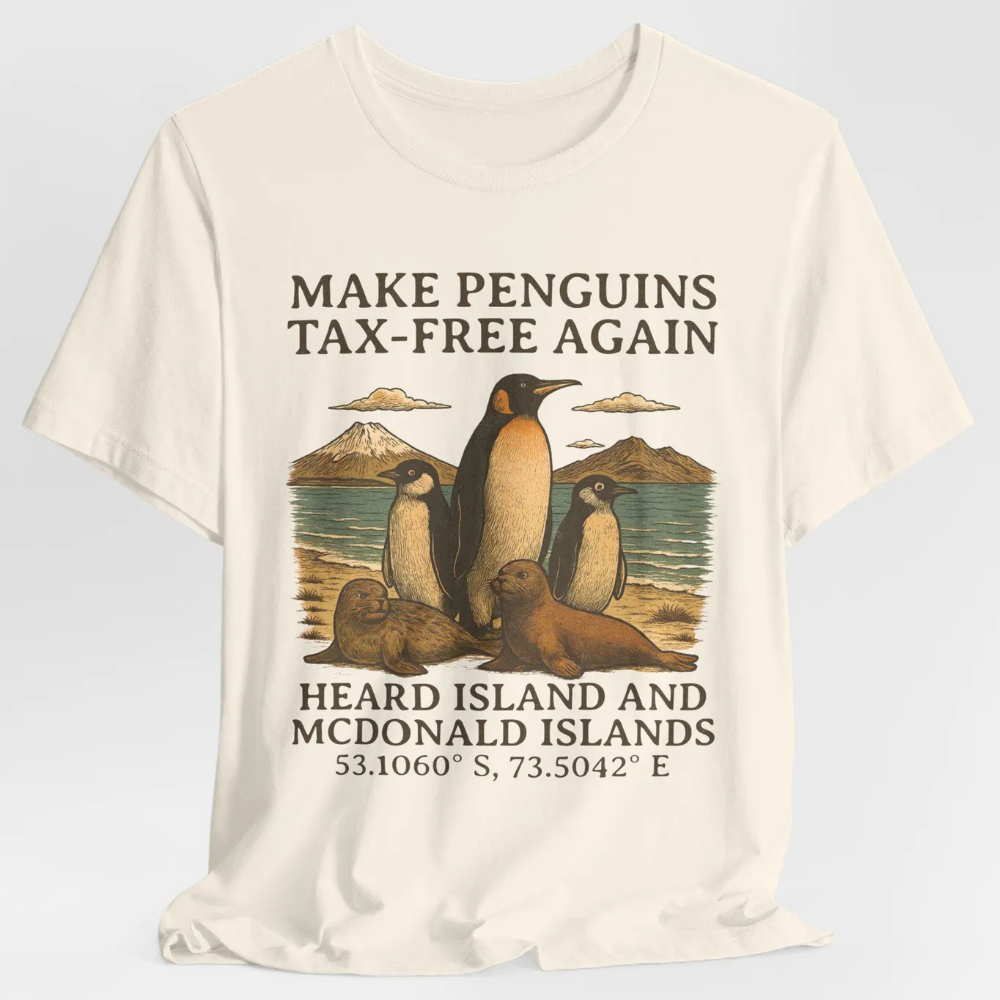 MAKE PENGUINS
TAX-FREE AGAIN
HEARD ISLAND AND
MCDONALD ISLANDS
53.1060° S, 73.5042° E